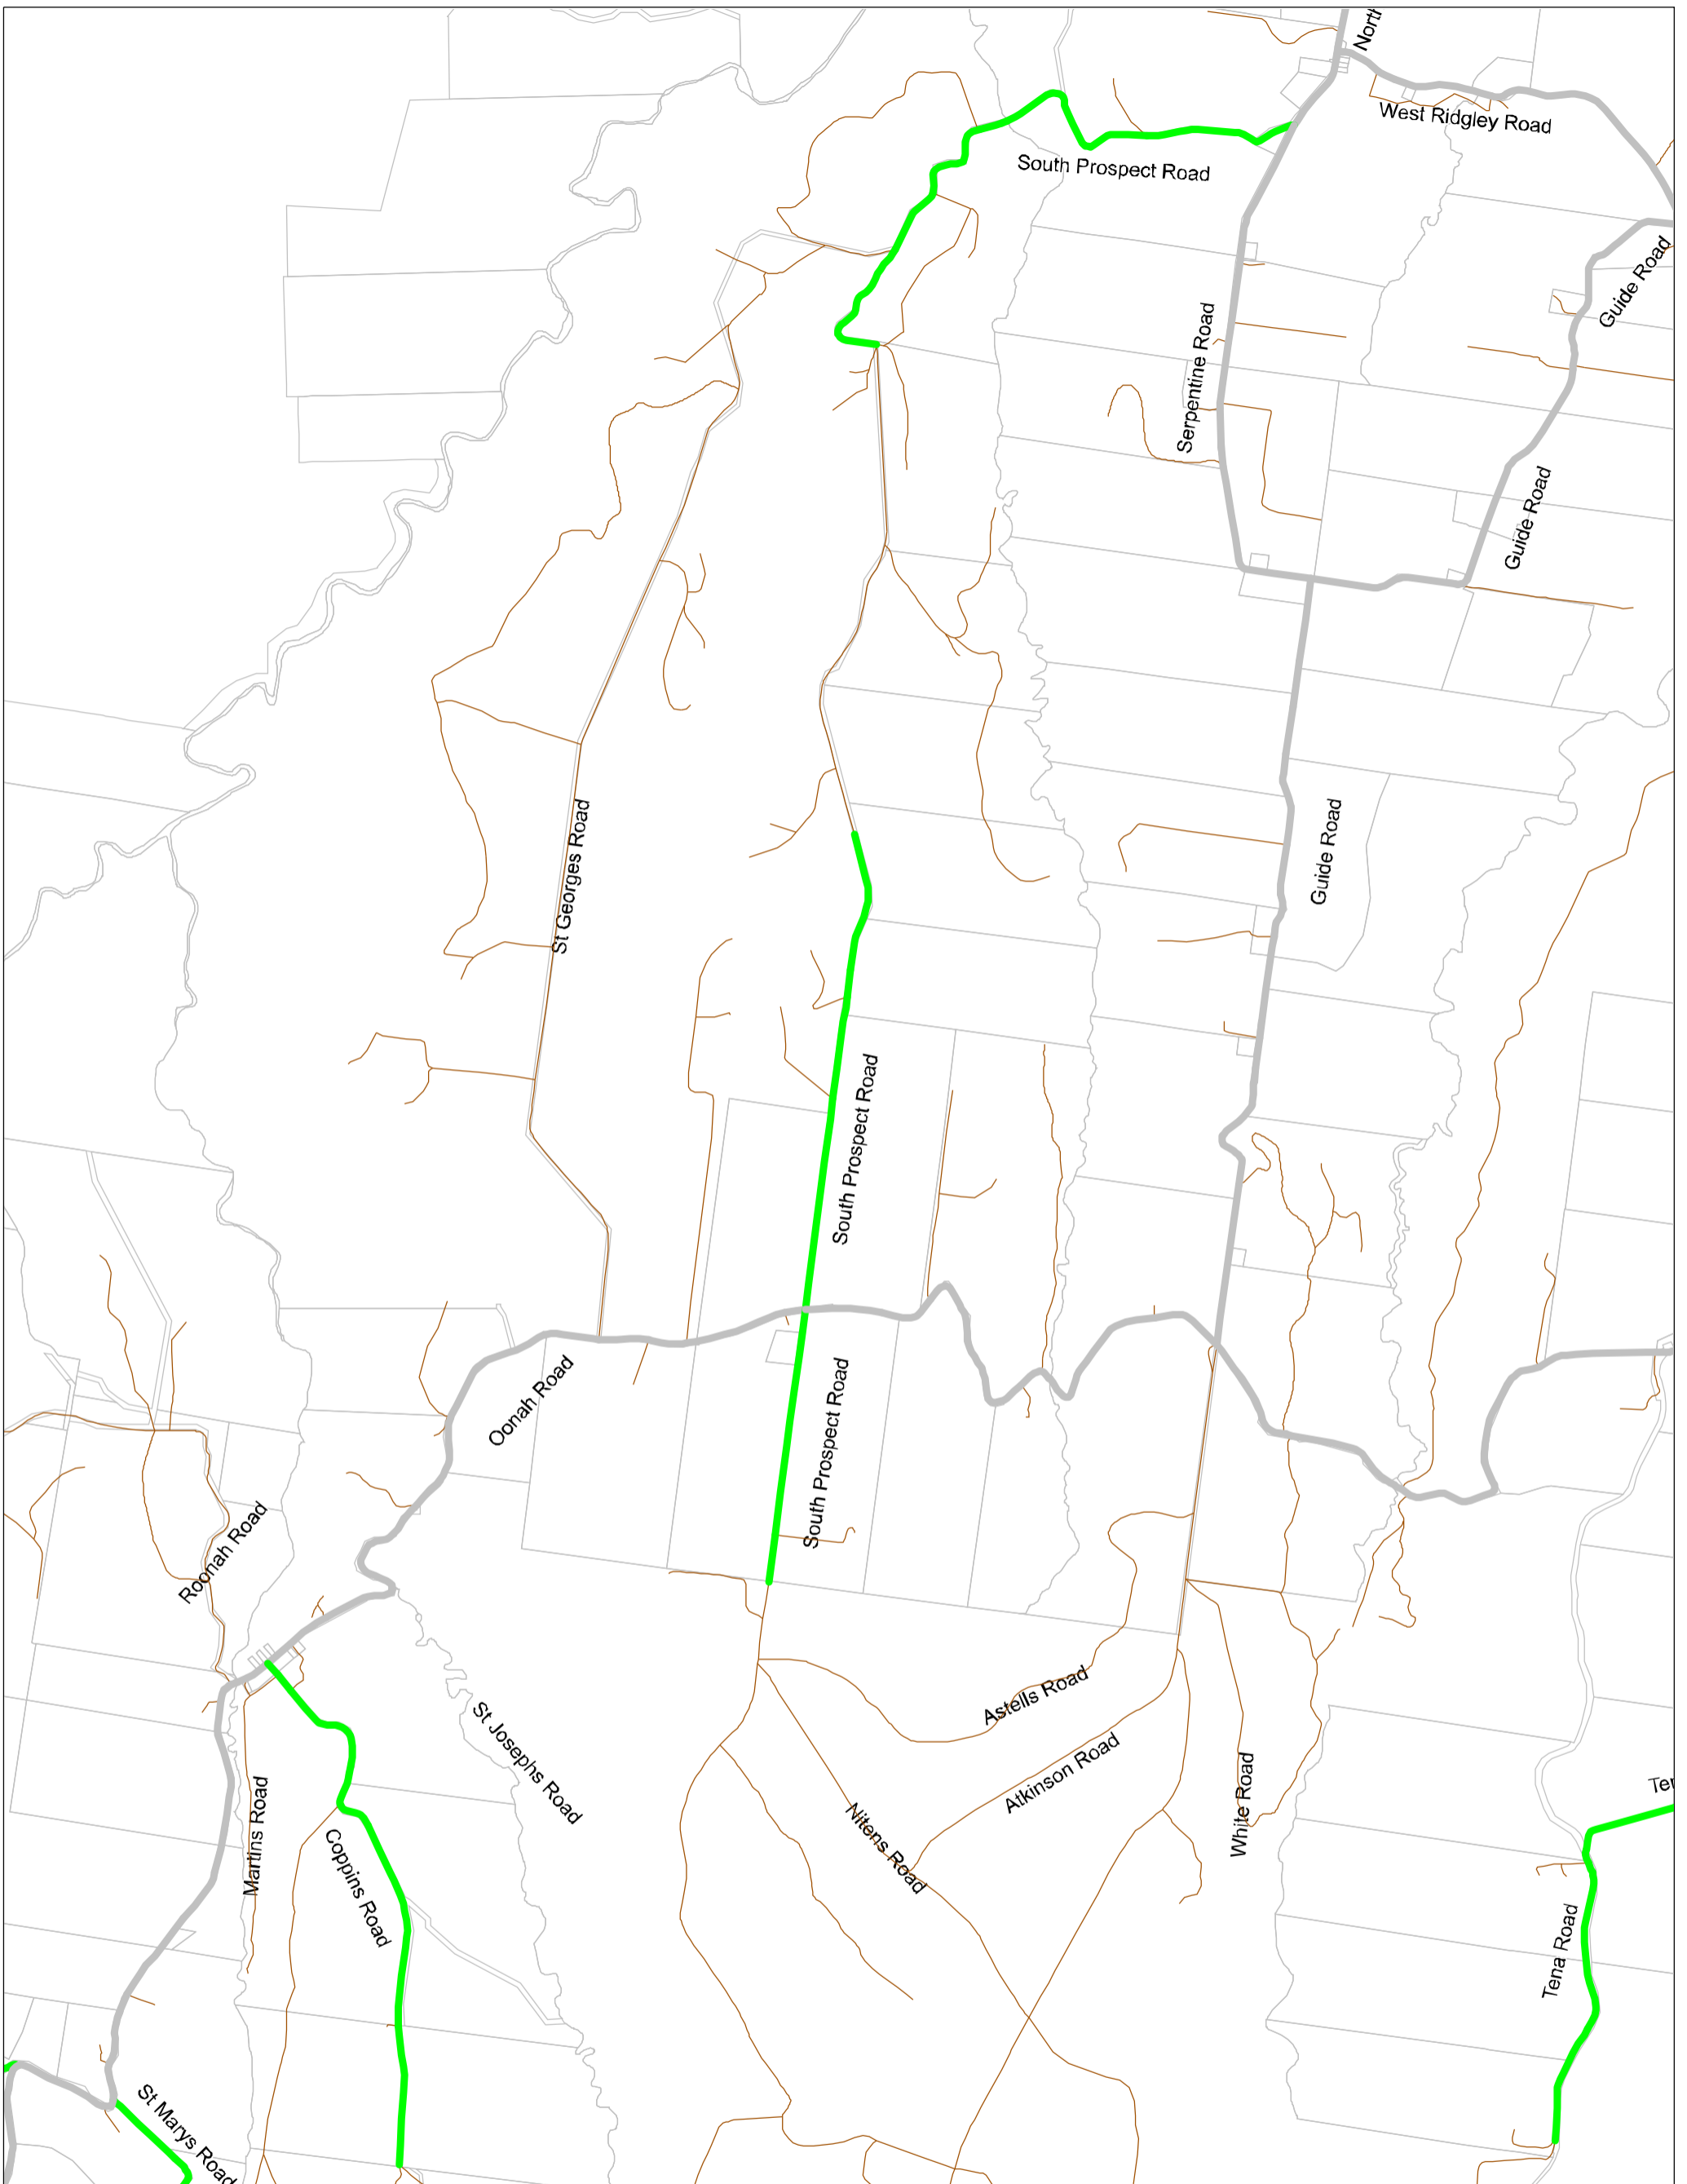 North
West Ridgley Road
South Prospect Road
Guide Road
Serpentine Road
Guide Road
St Georges Road
Guide Road
South Prospect Road
Oonah Road
South Prospect Road
Roonah Road
Astells Road
St Josephs Road
Atkinson Road
Martins Road
Coppins Road
Nitens Road
White Road
Ter
Tena Road
St Marys Road